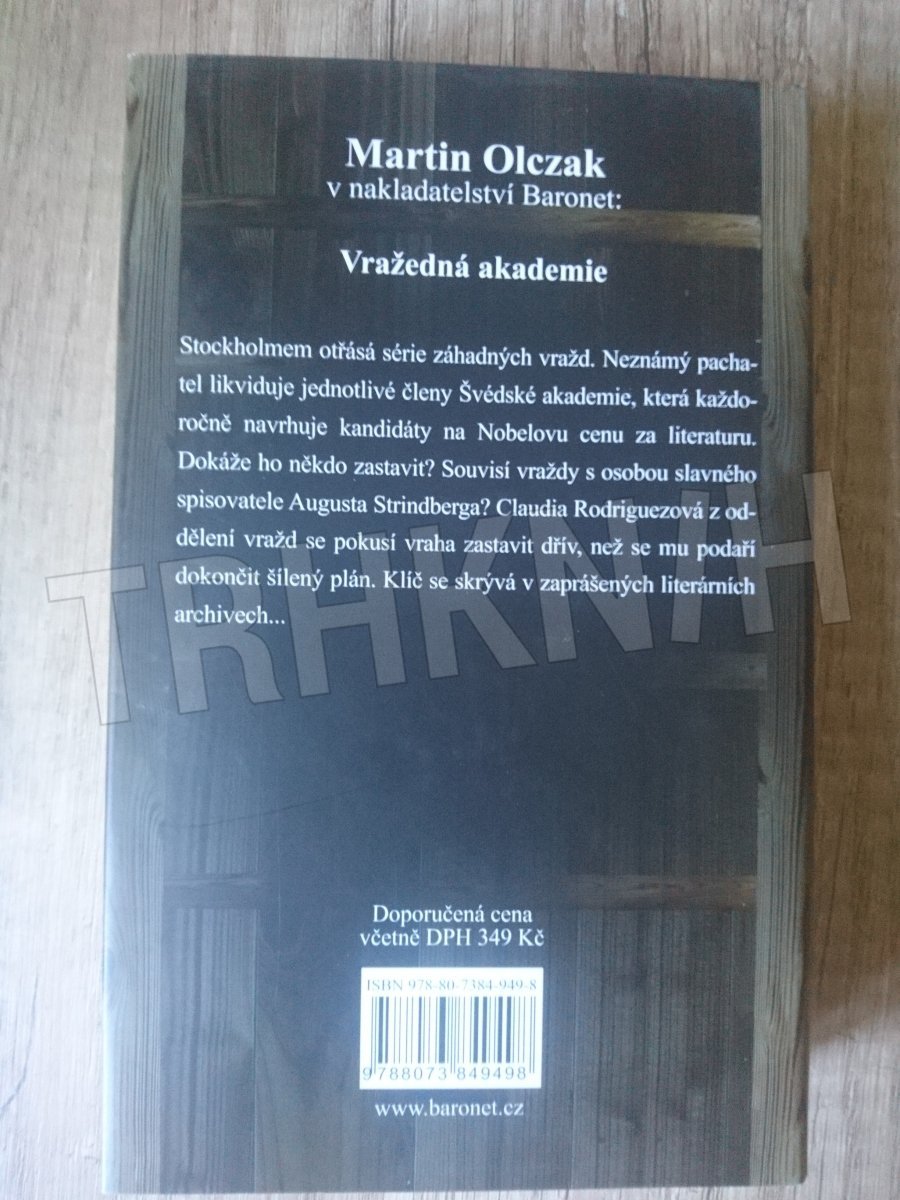 Martin Olczak
v nakladatelství Baronet:
Vražedná akademie
Stockholmem otřásá série záhadných vražd. Neznámý pacha-
tel likviduje jednotlivé členy Švédské akademie, která každo-
ročně navrhuje kandidáty na Nobelovu cenu za literaturu.
Dokáže ho někdo zastavit? Souvisí vraždy s osobou slavného
spisovatele Augusta Strindberga? Claudia Rodriguezová z od-
dělení vražd se pokusí vraha zastavit dřív, než se mu podaří
dokončit šílený plán. Klíč se skrývá v zaprášených literárních
archivech...
TRHKNIH
Doporučená cena
včetně DPH 349 Kč
ISBN 978-80-7384-949-8
9788073849498
www.baronet.cz